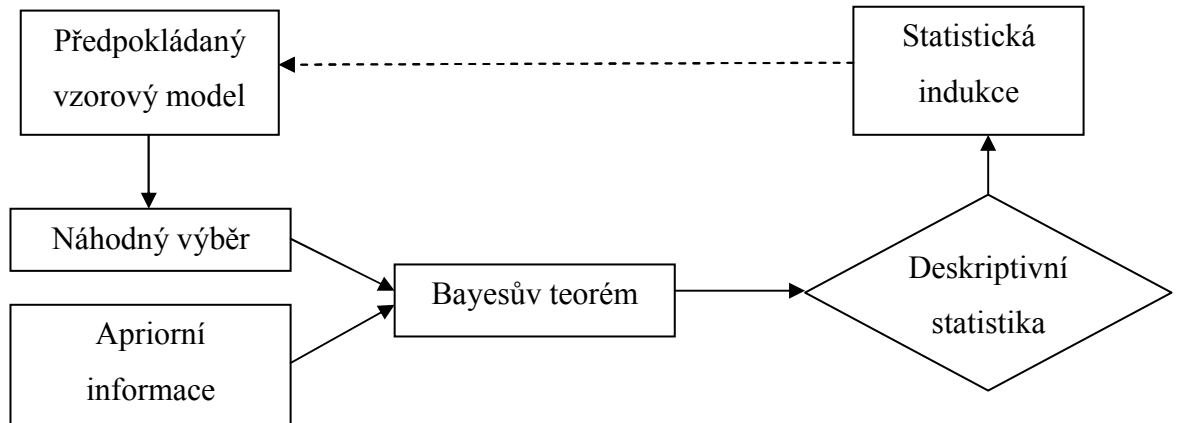 Předpokládaný
vzorový model
Statistická
indukce
Náhodný výběr
Bayesův teorém
Deskriptivní
statistika
Apriorní
informace